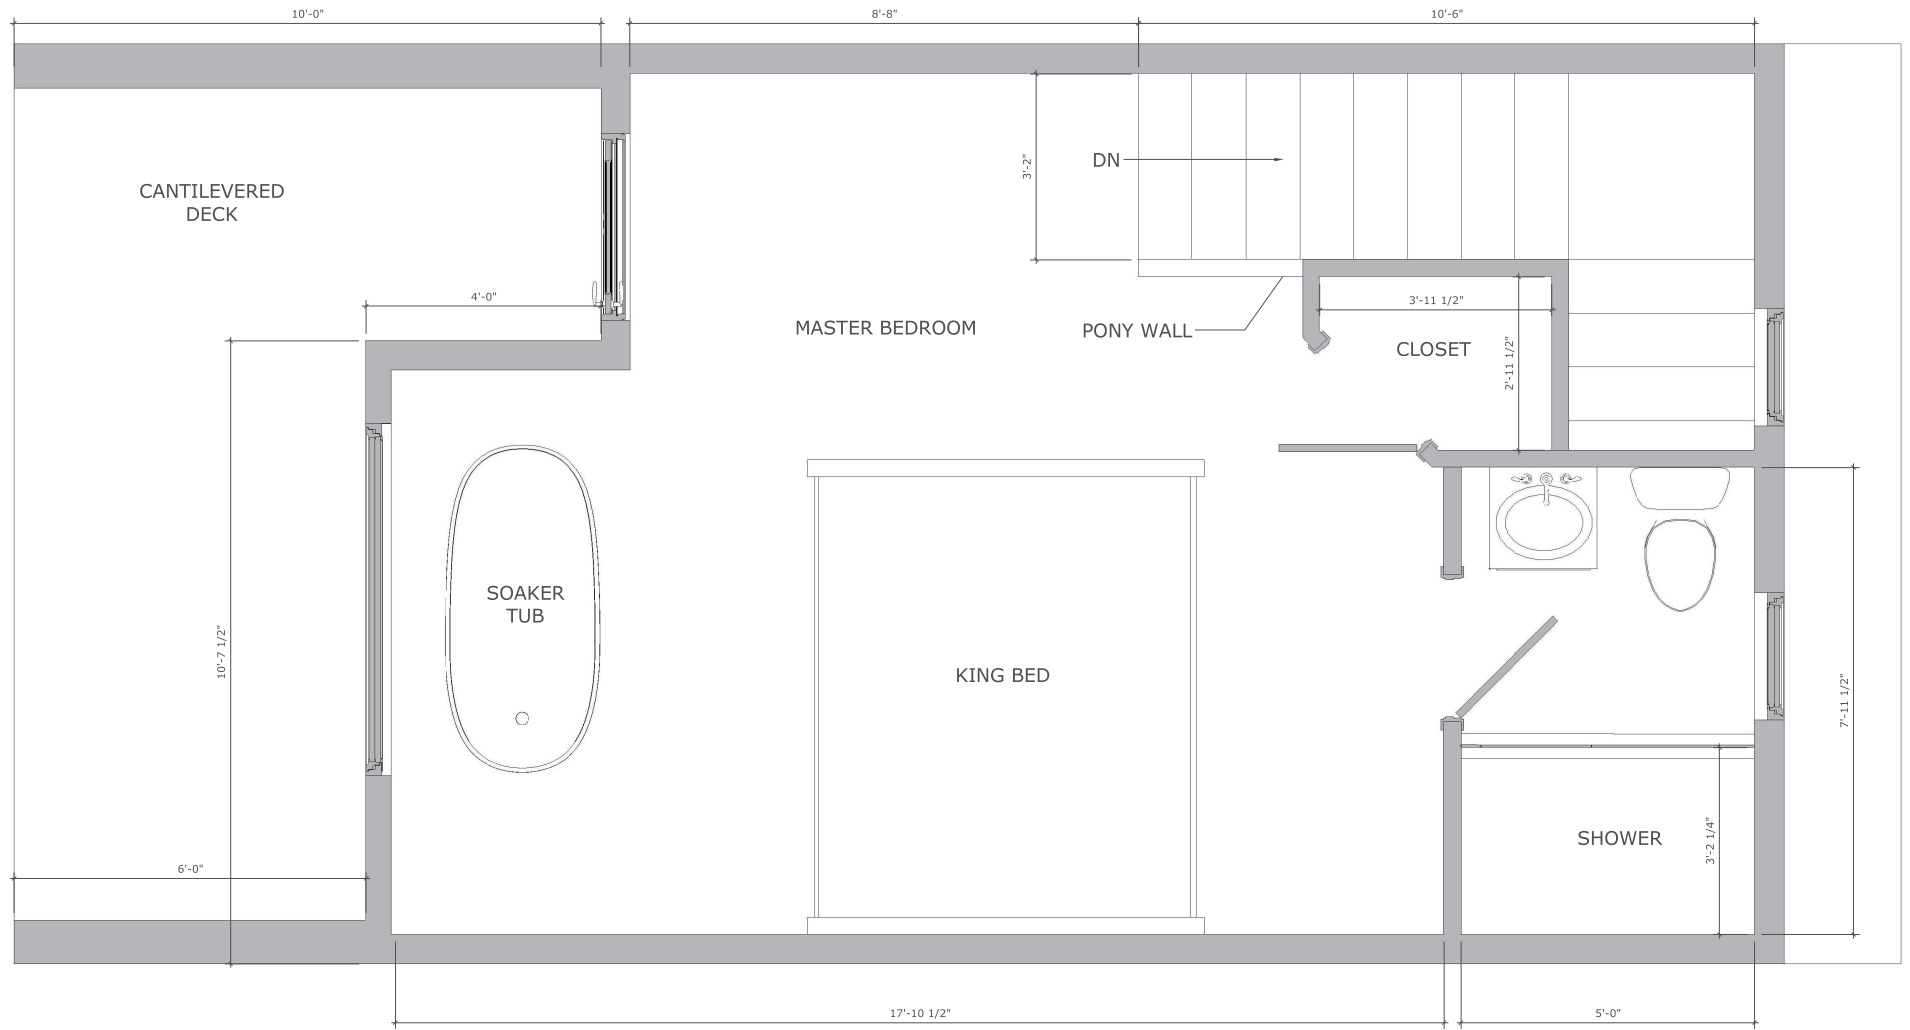 10'-0"
8'-8"
10'-6"
CANTILEVERED
DECK
3'-2"
DN
4'-0"
MASTER BEDROOM
PONY WALL
3'-11 1/2"
CLOSET
2'-11 1/2"
SOAKER
TUB
10'-7 1/2"
KING BED
7'-11 1/2"
SHOWER
3'-2 1/4"
6'-0"
17'-10 1/2"
5'-0"